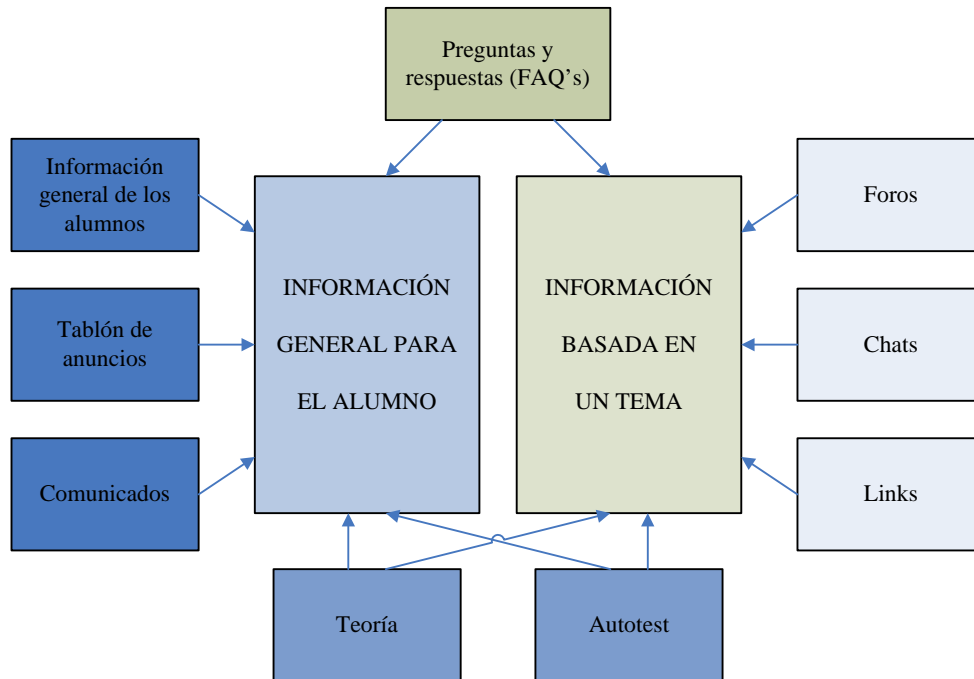 Preguntas y
respuestas (FAQ’s)
Información
general de los
alumnos
Tablón de
anuncios
Comunicados
INFORMACIÓN
GENERAL PARA
EL ALUMNO
INFORMACIÓN
BASADA EN
UN TEMA
Foros
Chats
Links
Teoría
Autotest